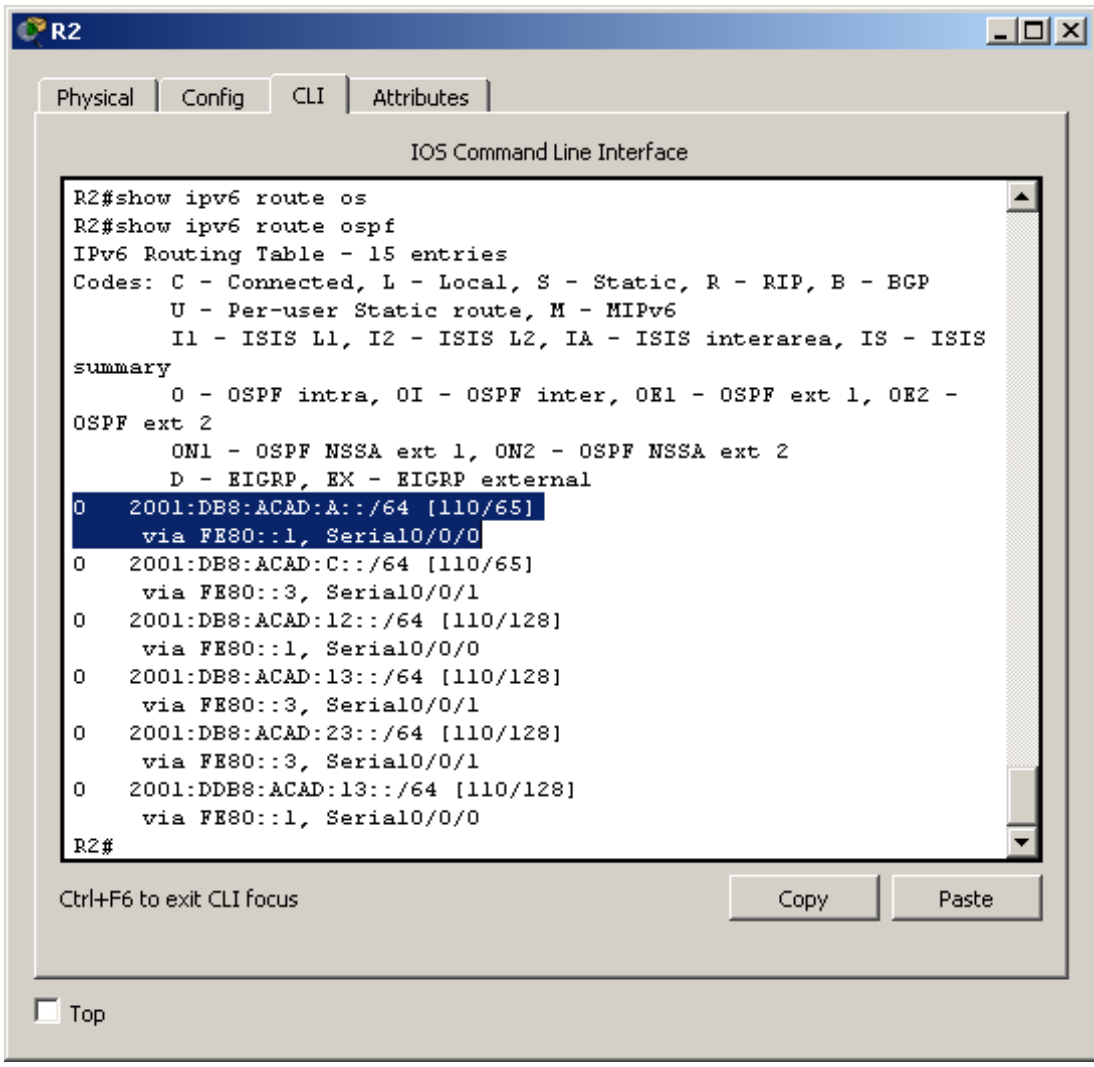 R2
Physical Config CLI Attributes
IOS Command Line Interface
R2#show ipv6 route os
R2#show ipv6 route ospf
IPv6 Routing Table - 15 entries
Codes: C - Connected, L - Local, S - Static, R - RIP, B - BGP
U - Per-user Static route, M - MIPv6
I1 - ISIS L1, I2 - ISIS L2, IA - ISIS interarea, IS - ISIS
summary
O - OSPF intra, OI - OSPF inter, OE1 - OSPF ext 1, OE2 -
OSPF ext 2
ON1 - OSPF NSSA ext 1, ON2 - OSPF NSSA ext 2
D - EIGRP, EX - EIGRP external
O 2001:DB8:ACAD:A::/64 [110/65]
via FE80::1, Serial0/0/0
O 2001:DB8:ACAD:C::/64 [110/65]
via FE80::3, Serial0/0/1
O 2001:DB8:ACAD:12::/64 [110/128]
via FE80::1, Serial0/0/0
O 2001:DB8:ACAD:13::/64 [110/128]
via FE80::3, Serial0/0/1
O 2001:DB8:ACAD:23::/64 [110/128]
via FE80::3, Serial0/0/1
O 2001:DDB8:ACAD:13::/64 [110/128]
via FE80::1, Serial0/0/0
R2#
Ctrl+F6 to exit CLI focus
Copy Paste
Top